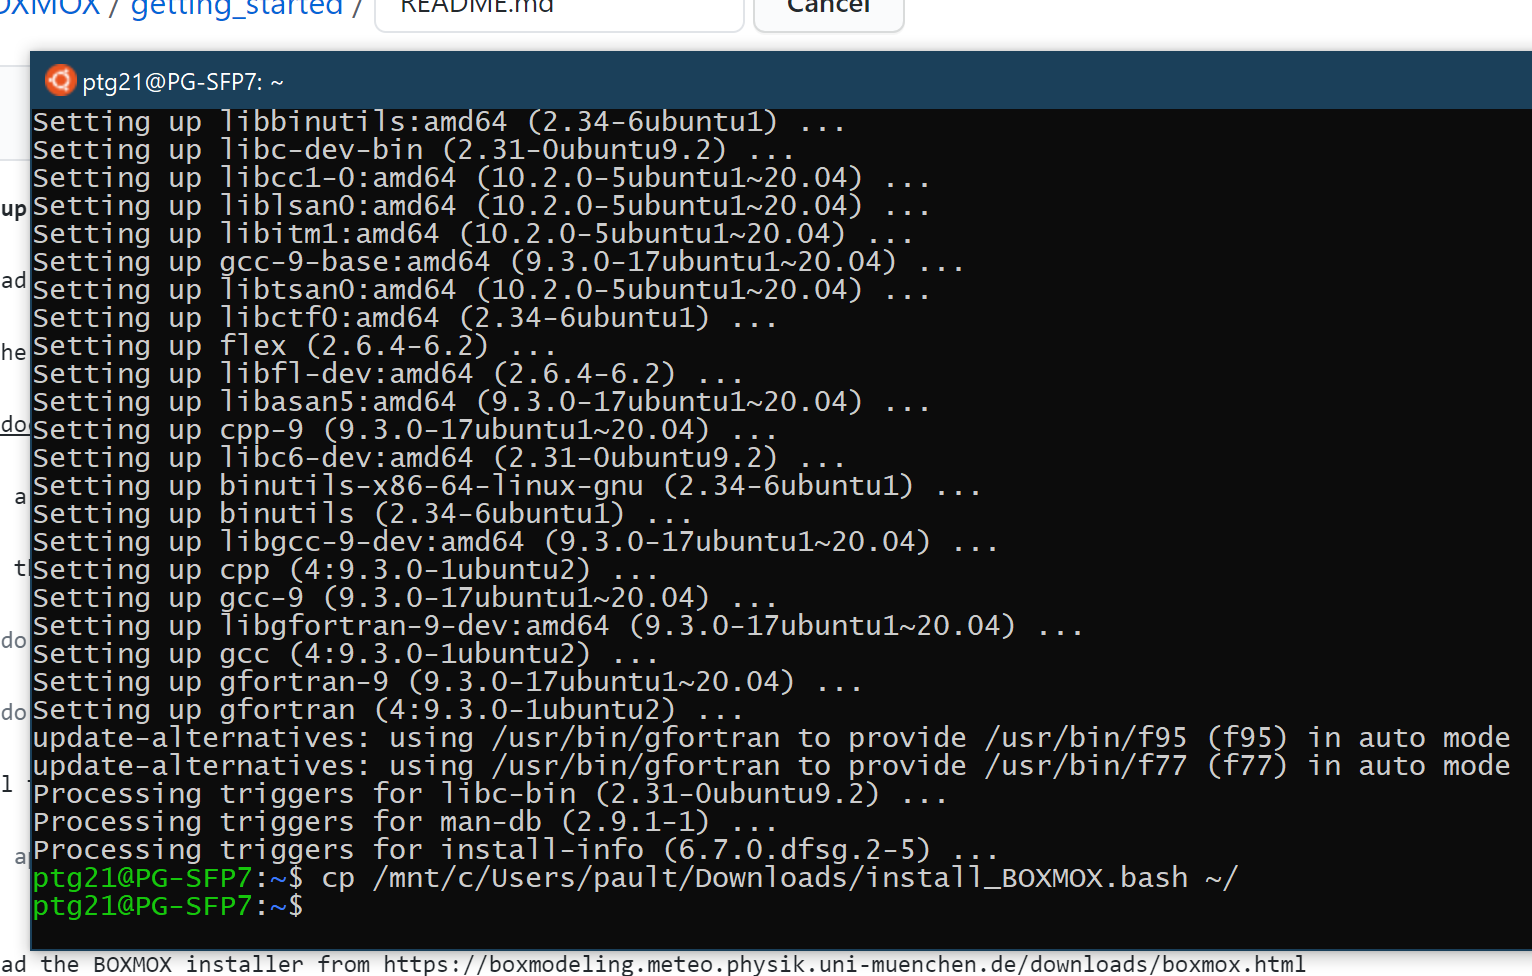 OXMOX / getting_started / README.md Cancel
ptg21@PG-SFP7: ~
Setting up libbinutils:amd64 (2.34-6ubuntu1) ...
Setting up libc-dev-bin (2.31-0ubuntu9.2) ...
Setting up libcc1-0:amd64 (10.2.0-5ubuntu1~20.04) ...
up
Setting up liblsan0:amd64 (10.2.0-5ubuntu1~20.04) ...
Setting up libitm1:amd64 (10.2.0-5ubuntu1~20.04) ...
Setting up gcc-9-base:amd64 (9.3.0-17ubuntu1~20.04) ...
ad
Setting up libtsan0:amd64 (10.2.0-5ubuntu1~20.04) ...
Setting up libctf0:amd64 (2.34-6ubuntu1) ...
he
Setting up flex (2.6.4-6.2) ...
Setting up libfl-dev:amd64 (2.6.4-6.2) ...
Setting up libasan5:amd64 (9.3.0-17ubuntu1~20.04) ...
do
Setting up cpp-9 (9.3.0-17ubuntu1~20.04) ...
Setting up libc6-dev:amd64 (2.31-0ubuntu9.2) ...
Setting up binutils-x86-64-linux-gnu (2.34-6ubuntu1) ...
a
Setting up binutils (2.34-6ubuntu1) ...
Setting up libgcc-9-dev:amd64 (9.3.0-17ubuntu1~20.04) ...
t
Setting up cpp (4:9.3.0-1ubuntu2) ...
Setting up gcc-9 (9.3.0-17ubuntu1~20.04) ...
Setting up libgfortran-9-dev:amd64 (9.3.0-17ubuntu1~20.04) ...
do
Setting up gcc (4:9.3.0-1ubuntu2) ...
Setting up gfortran-9 (9.3.0-17ubuntu1~20.04) ...
do
Setting up gfortran (4:9.3.0-1ubuntu2) ...
update-alternatives: using /usr/bin/gfortran to provide /usr/bin/f95 (f95) in auto mode
update-alternatives: using /usr/bin/gfortran to provide /usr/bin/f77 (f77) in auto mode
l
Processing triggers for libc-bin (2.31-0ubuntu9.2) ...
Processing triggers for man-db (2.9.1-1) ...
a
Processing triggers for install-info (6.7.0.dfsg.2-5) ...
ptg21@PG-SFP7:~$ cp /mnt/c/Users/pault/Downloads/install_BOXMOX.bash ~/
ptg21@PG-SFP7:~$
ad the BOXMOX installer from https://boxmodeling.meteo.physik.uni-muenchen.de/downloads/boxmox.html